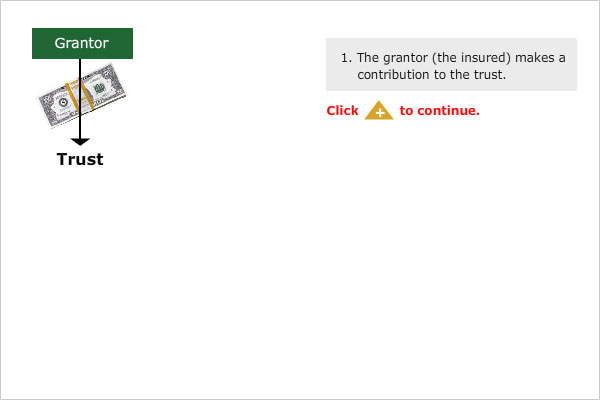 Grantor
Trust
1. The grantor (the insured) makes a
contribution to the trust.
Click + to continue.